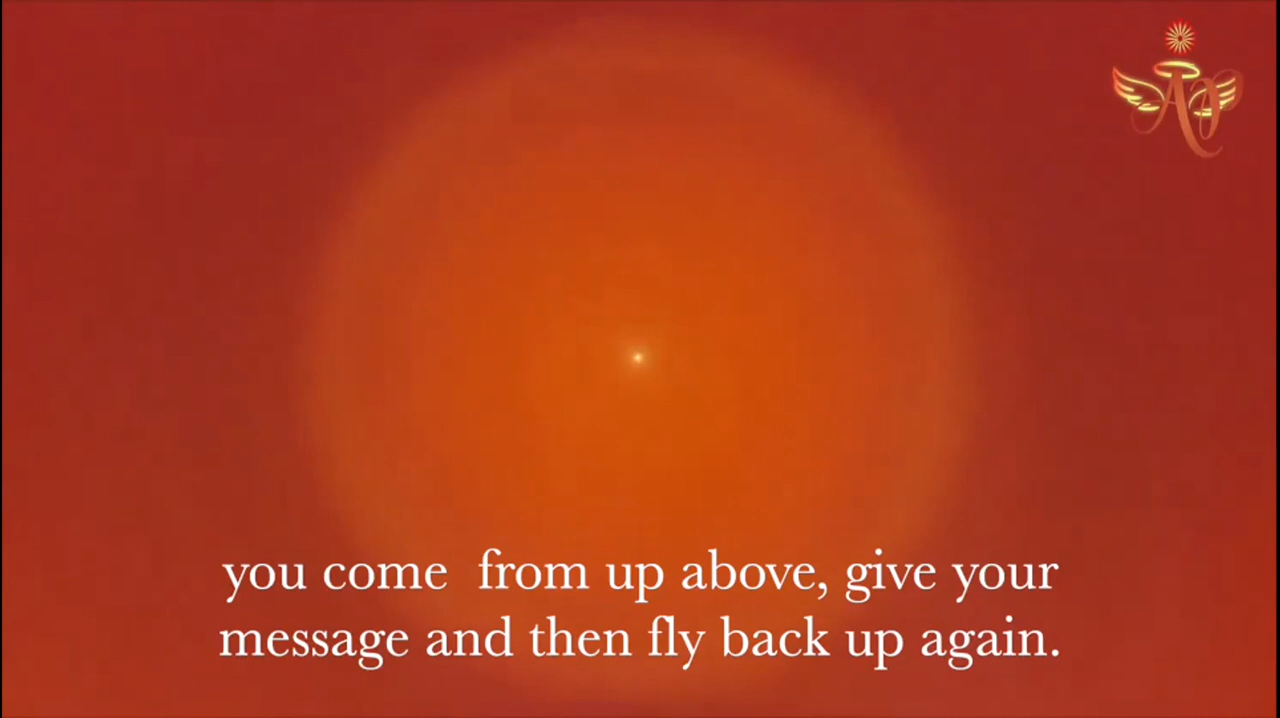 you come  from up above, give your
message and then fly back up again.